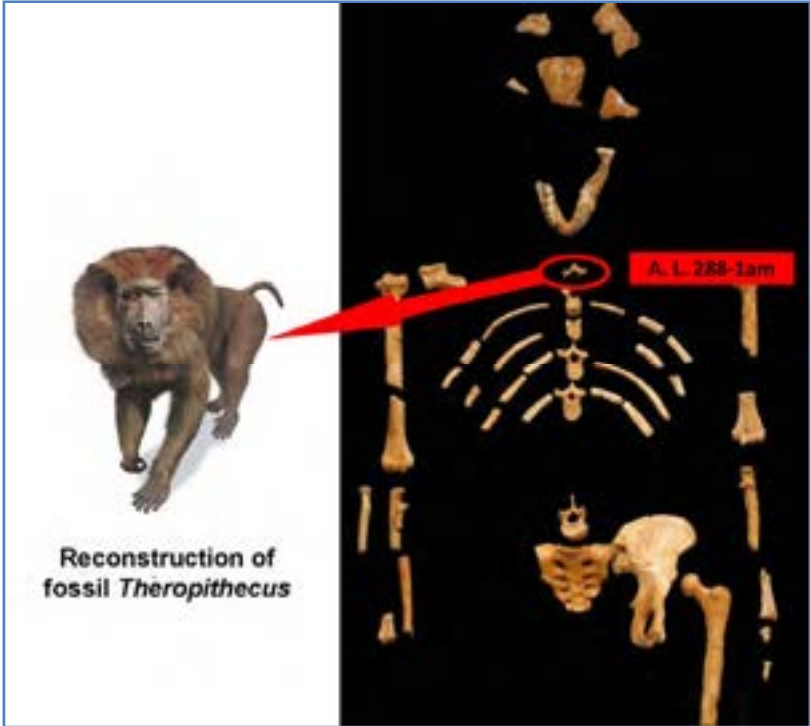 A. L. 288-1am
Reconstruction of
fossil Theropithecus